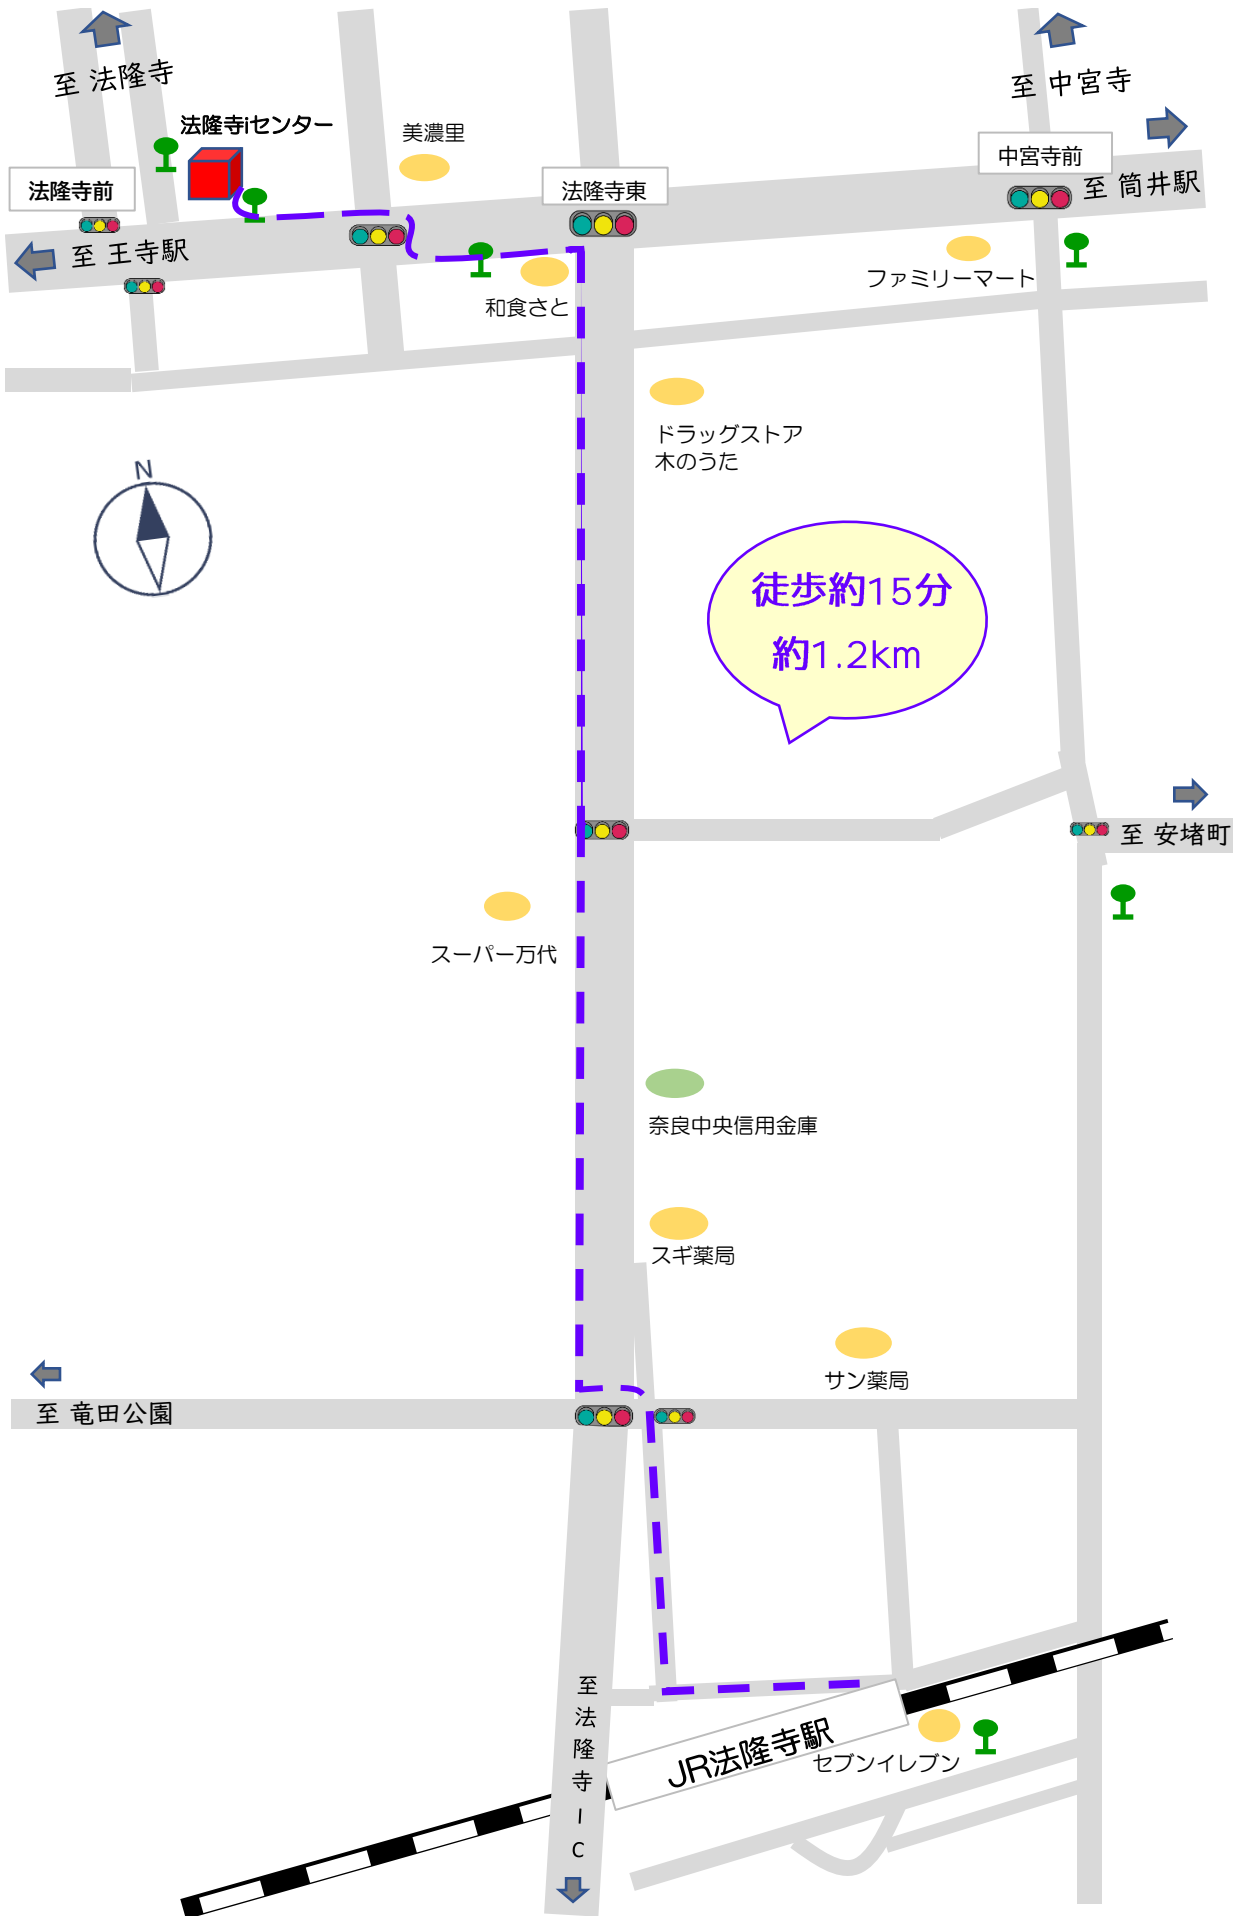 至 法隆寺
至 中宮寺
法隆寺iセンター
美濃里
中宮寺前
法隆寺前
法隆寺東
至 筒井駅
至 王寺駅
ファミリーマート
和食さと
ドラッグストア
木のうた
N
徒歩約15分
約1.2km
至 安堵町
スーパー万代
奈良中央信用金庫
スギ薬局
サン薬局
至 竜田公園
至法隆寺IC
JR法隆寺駅
セブンイレブン